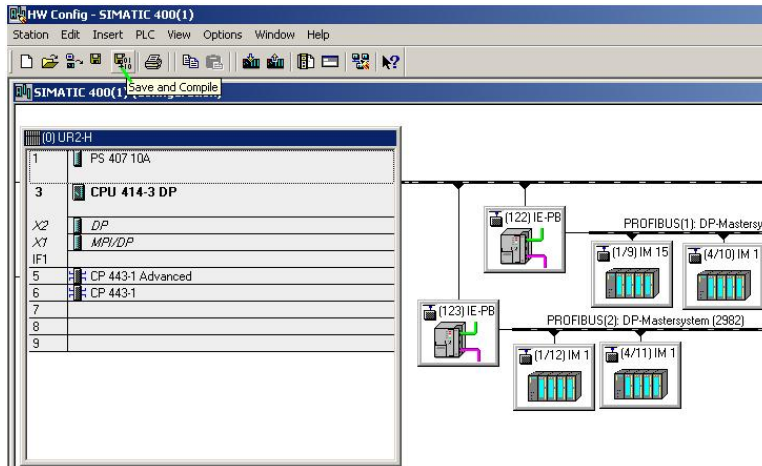 HW Config - SIMATIC 400(1)
Station Edit Insert PLC View Options Window Help
Save and Compile
SIMATIC 400(1)
(0) UR2-H
1 PS 407 10A
3 CPU 414-3 DP
X2 DP
X1 MPI/DP
IF1
5 CP 443-1 Advanced
6 CP 443-1
7
8
9
(122) IE-PB
PROFIBUS(1): DP-Mastersy
(1/9) IM 15
(4/10) IM 1
(123) IE-PB
PROFIBUS(2): DP-Mastersystem (2982)
(1/12) IM 1
(4/11) IM 1